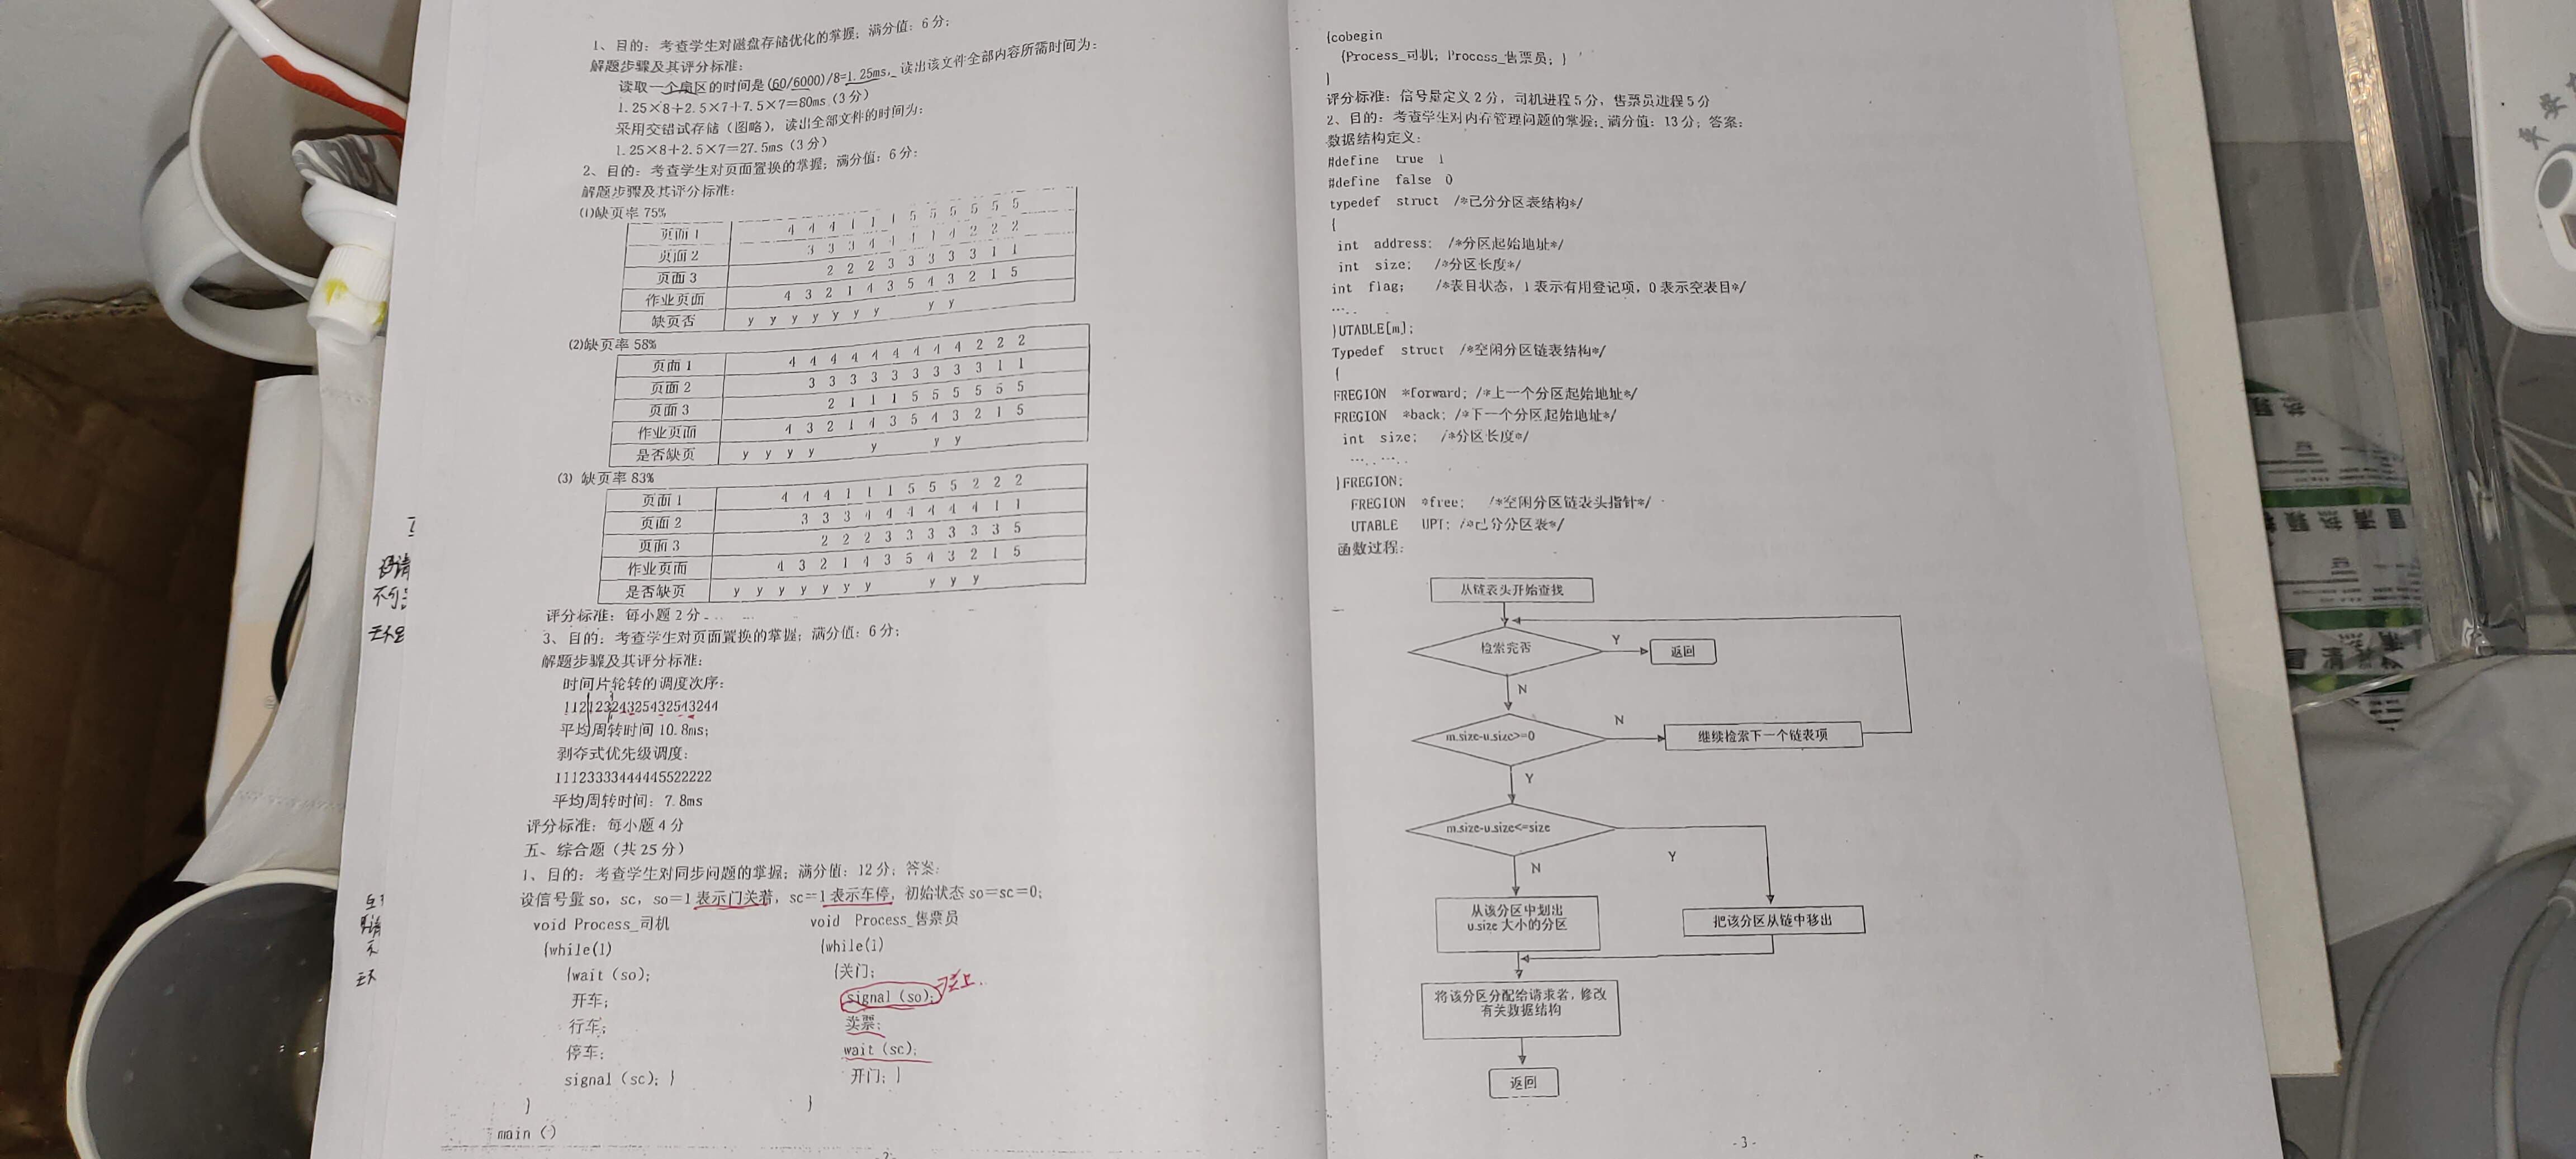 1、目的：考查学生对磁盘存储优化的掌握；满分值：6分；
解题步骤及其评分标准：
读取一个扇区的时间是(60/6000)/8=1.25ms，读出该文件全部内容所需时间为：
1.25×8+2.5×7+7.5×7=80ms（3分）
采用交错试存储（图略），读出全部文件的时间为：
1.25×8+2.5×7=27.5ms（3分）
2、目的：考查学生对页面置换的掌握；满分值：6分：
解题步骤及其评分标准：
⑴缺页率 75%
页面1 4 4 4 1 1 1 5 5 5 5 5 5
页面2 3 3 3 4 4 1 1 4 2 2 2
页面3 2 2 2 3 3 3 3 3 1 1
作业页面 4 3 2 1 4 3 5 4 3 2 1 5
缺页否 y y y y y y y y y
⑵缺页率 58%
页面1 4 4 4 4 4 4 4 4 4 2 2 2
页面2 3 3 3 3 3 3 3 3 3 1 1
页面3 2 1 1 1 5 5 5 5 5 5
作业页面 4 3 2 1 4 3 5 4 3 2 1 5
是否缺页 y y y y y y y
⑶ 缺页率 83%
页面1 4 4 4 1 1 1 5 5 5 2 2 2
页面2 3 3 3 4 4 4 4 4 4 1 1
页面3 2 2 2 3 3 3 3 3 3 5
作业页面 4 3 2 1 4 3 5 4 3 2 1 5
是否缺页 y y y y y y y y y y
评分标准：每小题2分
3、目的：考查学生对页面置换的掌握；满分值：6分；
解题步骤及其评分标准：
时间片轮转的调度次序：
11212324325432543244
平均周转时间 10.8ms；
剥夺式优先级调度：
11123333444445522222
平均周转时间：7.8ms
评分标准：每小题4分
五、综合题（共25分）
1、目的：考查学生对同步问题的掌握；满分值：12分；答案：
设信号量 so，sc，so＝1表示门关着，sc＝1表示车停，初始状态 so＝sc＝0；
void Process_司机 void Process_售票员
{while(1) {while(1)
{wait（so）； {关门；
开车； signal（so）；
行车； 卖票；
停车； wait（sc）；
signal（sc）；} 开门；}
} }
main（）
- 2 -
{cobegin
{Process_司机；Process_售票员；}
}
评分标准：信号量定义2分，司机进程5分，售票员进程5分
2、目的：考查学生对内存管理问题的掌握；满分值：13分；答案：
数据结构定义：
#define true 1
#define false 0
typedef struct /*已分分区表结构*/
{
int address； /*分区起始地址*/
int size； /*分区长度*/
int flag； /*表目状态，1表示有用登记项，0表示空表目*/
……
}UTABLE[m]；
Typedef struct /*空闲分区链表结构*/
{
FREGION *forward；/*上一个分区起始地址*/
FREGION *back；/*下一个分区起始地址*/
int size； /*分区长度*/
……
}FREGION；
FREGION *free； /*空闲分区链表头指针*/
UTABLE UPT；/*已分分区表*/
函数过程：
从链表头开始查找
检索完否
Y
返回
N
m.size-u.size>=0
N
继续检索下一个链表项
Y
m.size-u.size<=size
N
Y
从该分区中划出
u.size 大小的分区
把该分区从链中移出
将该分区分配给请求者，修改
有关数据结构
返回
- 3 -